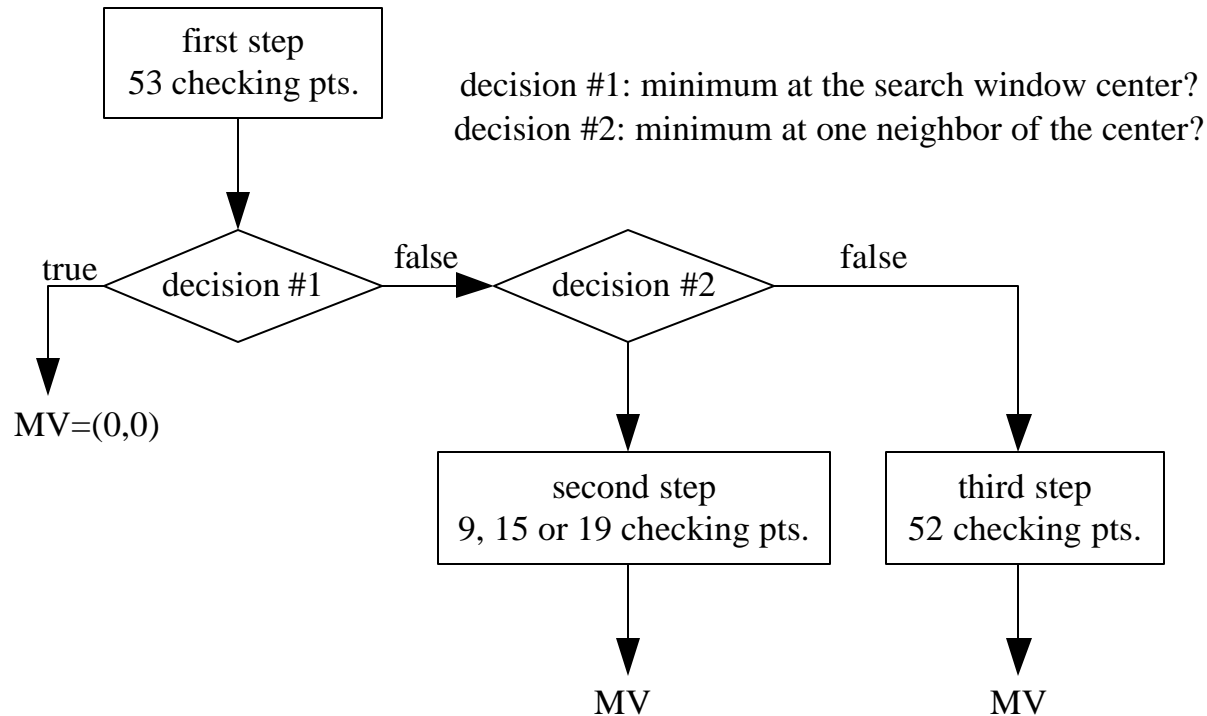 first step
53 checking pts.
decision #1: minimum at the search window center?
decision #2: minimum at one neighbor of the center?
true
decision #1
false
decision #2
false
MV=(0,0)
second step
9, 15 or 19 checking pts.
third step
52 checking pts.
MV
MV